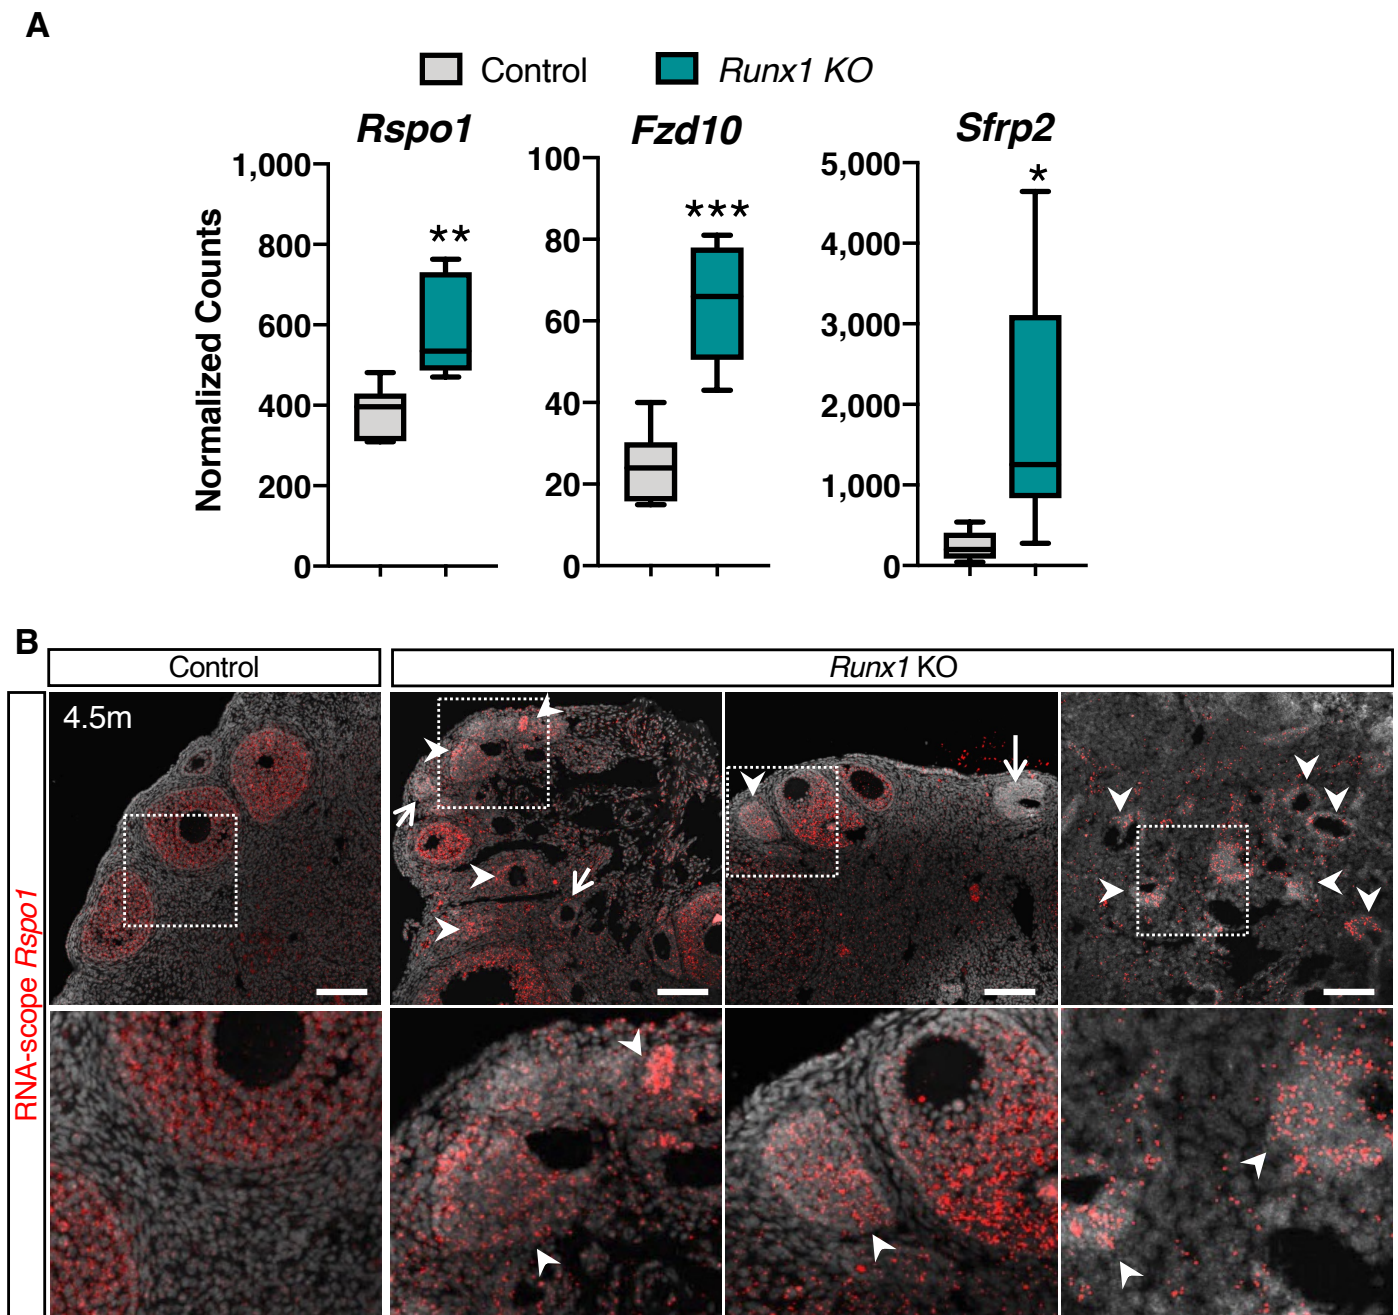 A
Control
Runx1 KO
Rspo1
Fzd10
Sfrp2
Normalized Counts
1,000
800
600
400
200
0
**
100
80
60
40
20
0
***
5,000
4,000
3,000
2,000
1,000
0
*
B
Control
Runx1 KO
RNA-scope Rspo1
4.5m